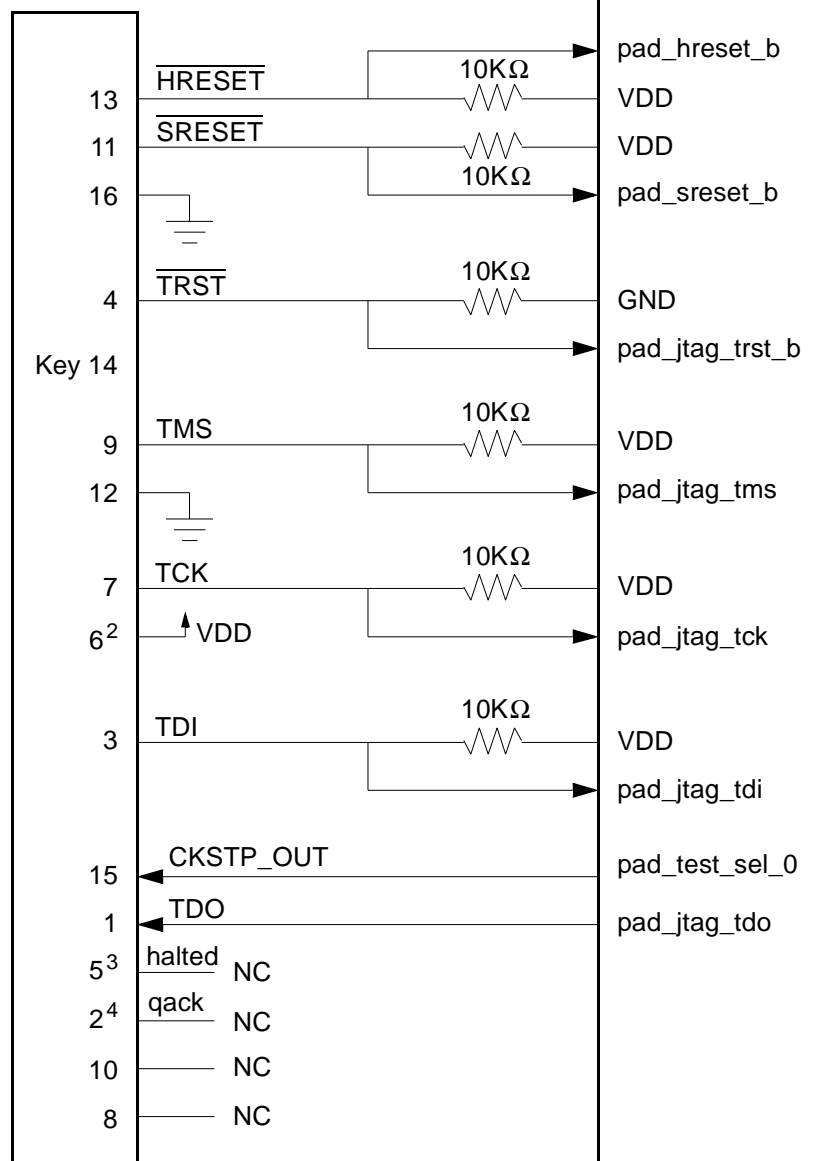 pad_hreset_b
HRESET 10KΩ
13 VDD
SRESET
11 VDD
10KΩ
16 pad_sreset_b
TRST 10KΩ
4 GND
pad_jtag_trst_b
Key 14
TMS 10KΩ
9 VDD
12 pad_jtag_tms
TCK 10KΩ
7 VDD
6² VDD pad_jtag_tck
TDI 10KΩ
3 VDD
pad_jtag_tdi
CKSTP_OUT pad_test_sel_0
15
TDO
1 pad_jtag_tdo
halted
5³ NC
qack
2⁴ NC
10 NC
8 NC